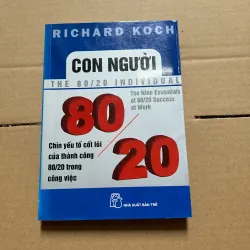 RICHARD KOCH
CON NGƯỜI
THE 80/20 INDIVIDUAL
The Nine Essentials
of 80/20 Success
at Work
80/20
Chín yếu tố cốt lõi
của thành công
80/20 trong
công việc
NHÀ XUẤT BẢN TRẺ